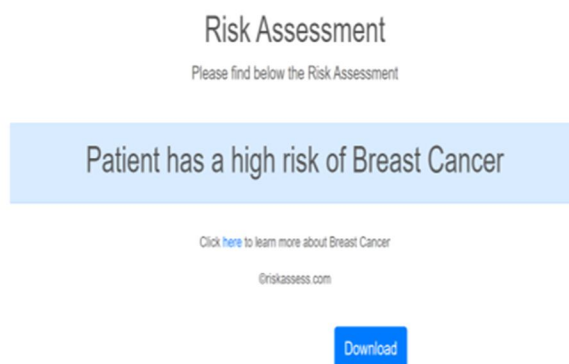 Risk Assessment
Please find below the Risk Assessment
Patient has a high risk of Breast Cancer
Click here to learn more about Breast Cancer
©riskassess.com
Download